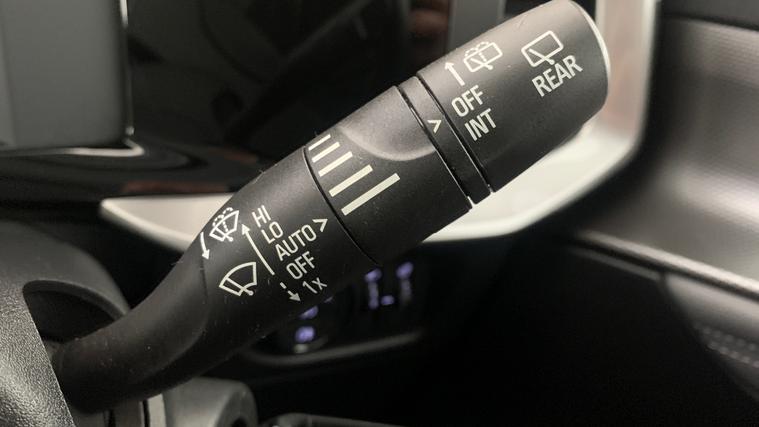 OFF
INT
REAR
HI
LO
AUTO
OFF
1x